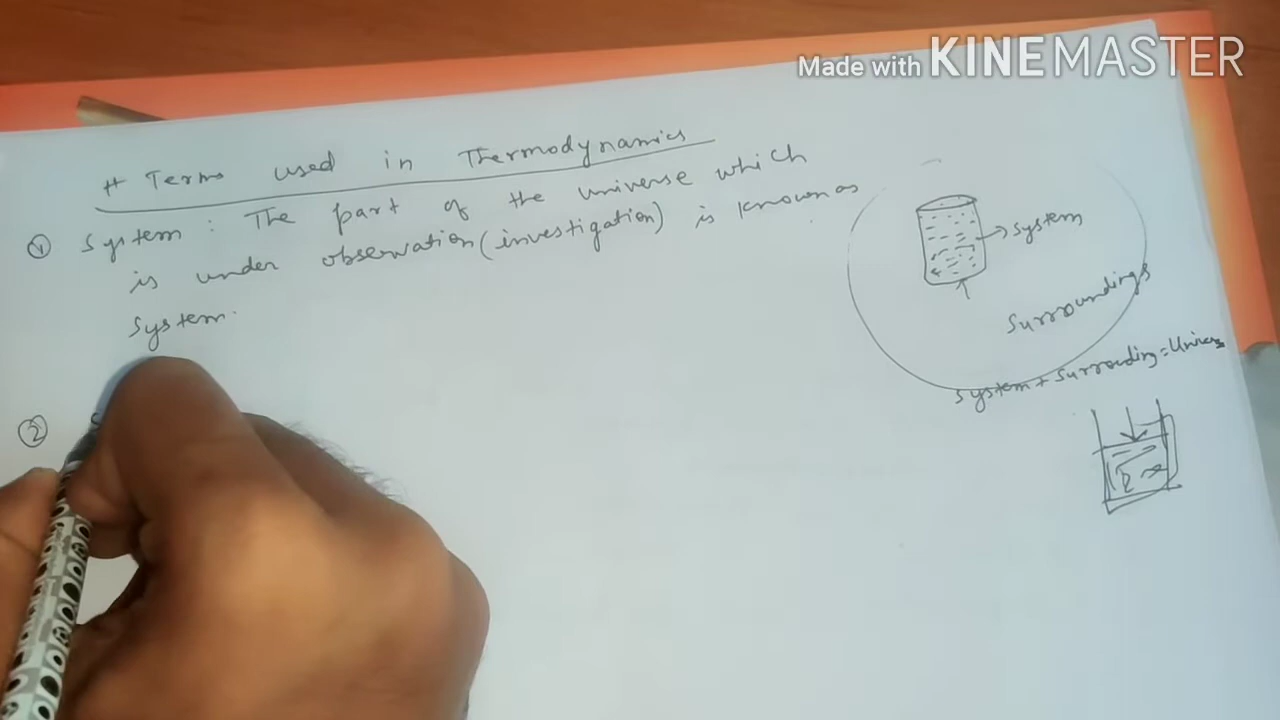 Made with KINEMASTER
# Terms used in Thermodynamics
① System : The part of the universe which
is under observation (investigation) is known as
System.
→ System
Surroundings
System + Surrounding = Univers
②